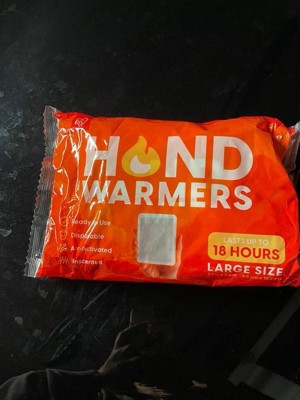 HAND
WARMERS
Ready to Use
Disposable
Air-Activated
LASTS UP TO
18 HOURS
LARGE SIZE